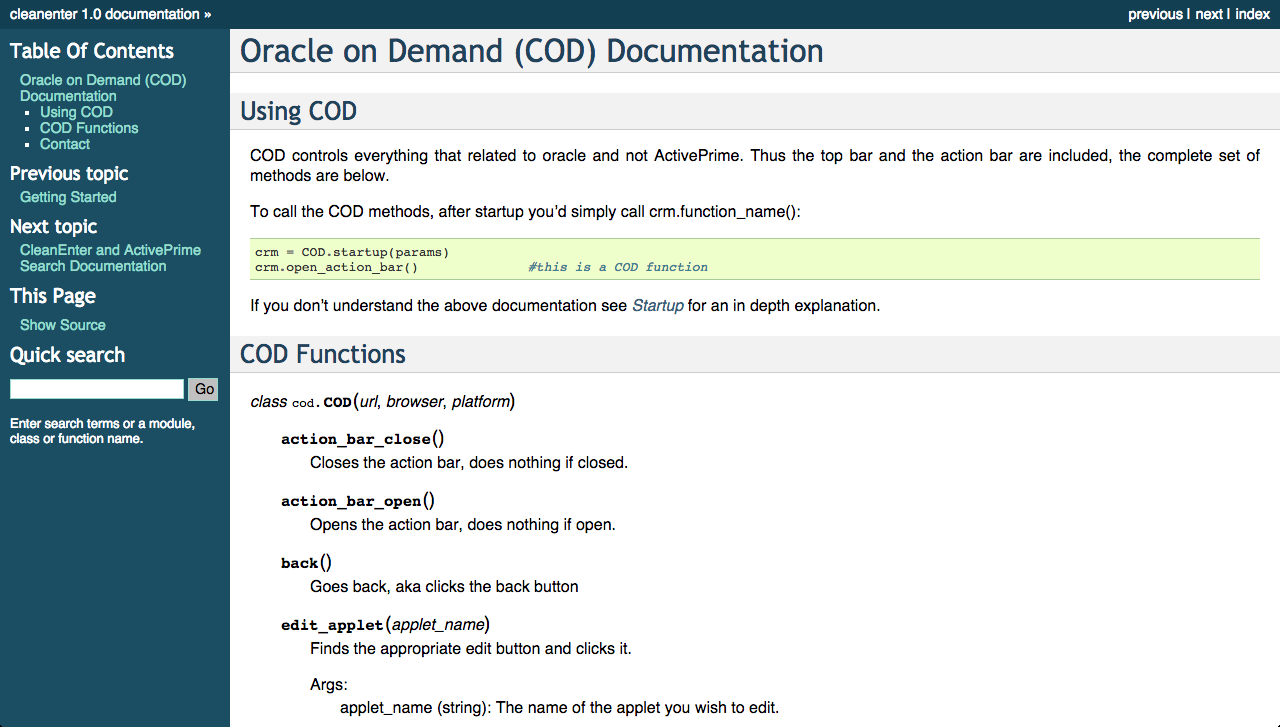 cleanenter 1.0 documentation »
previous | next | index
Table Of Contents
Oracle on Demand (COD)
Documentation
Using COD
COD Functions
Contact
Previous topic
Getting Started
Next topic
CleanEnter and ActivePrime
Search Documentation
This Page
Show Source
Quick search
Go
Enter search terms or a module,
class or function name.
Oracle on Demand (COD) Documentation
Using COD
COD controls everything that related to oracle and not ActivePrime. Thus the top bar and the action bar are included, the complete set of
methods are below.
To call the COD methods, after startup you'd simply call crm.function_name():
crm = COD.startup(params)
crm.open_action_bar() #this is a COD function
If you don't understand the above documentation see Startup for an in depth explanation.
COD Functions
class cod.COD(url, browser, platform)
action_bar_close()
Closes the action bar, does nothing if closed.
action_bar_open()
Opens the action bar, does nothing if open.
back()
Goes back, aka clicks the back button
edit_applet(applet_name)
Finds the appropriate edit button and clicks it.
Args:
applet_name (string): The name of the applet you wish to edit.